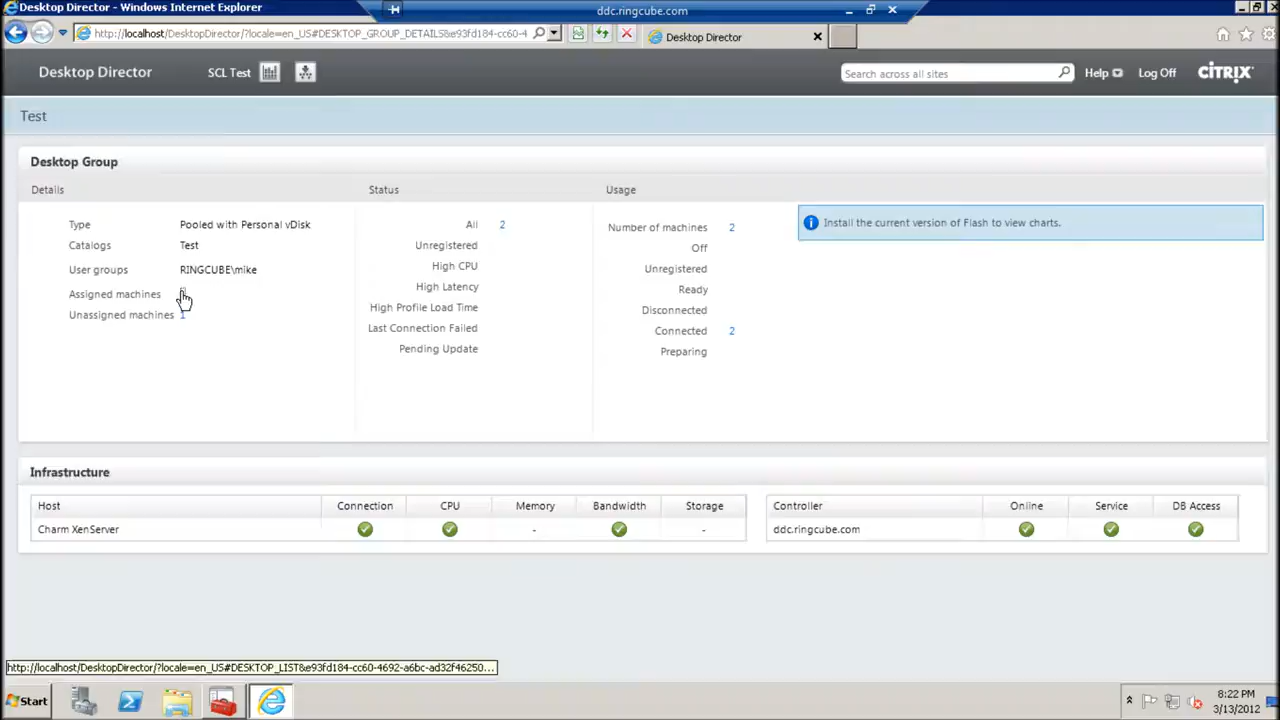 Desktop Director - Windows Internet Explorer
ddc.ringcube.com
http://localhost/DesktopDirector/?locale=en_US#DESKTOP_GROUP_DETAILS&e93fd184-cc60-4
Desktop Director
Desktop Director
SCL Test
Search across all sites
Help
Log Off
CITRIX
Test
Desktop Group
Details
Status
Usage
Type
Pooled with Personal vDisk
Catalogs
Test
User groups
RINGCUBE\mike
Assigned machines
Unassigned machines 1
All 2
Unregistered
High CPU
High Latency
High Profile Load Time
Last Connection Failed
Pending Update
Number of machines 2
Off
Unregistered
Ready
Disconnected
Connected 2
Preparing
Install the current version of Flash to view charts.
Infrastructure
Host Connection CPU Memory Bandwidth Storage
Charm XenServer - -
Controller Online Service DB Access
ddc.ringcube.com
http://localhost/DesktopDirector/?locale=en_US#DESKTOP_LIST&e93fd184-cc60-4692-a6bc-ad32f46250...
Start
8:22 PM
3/13/2012